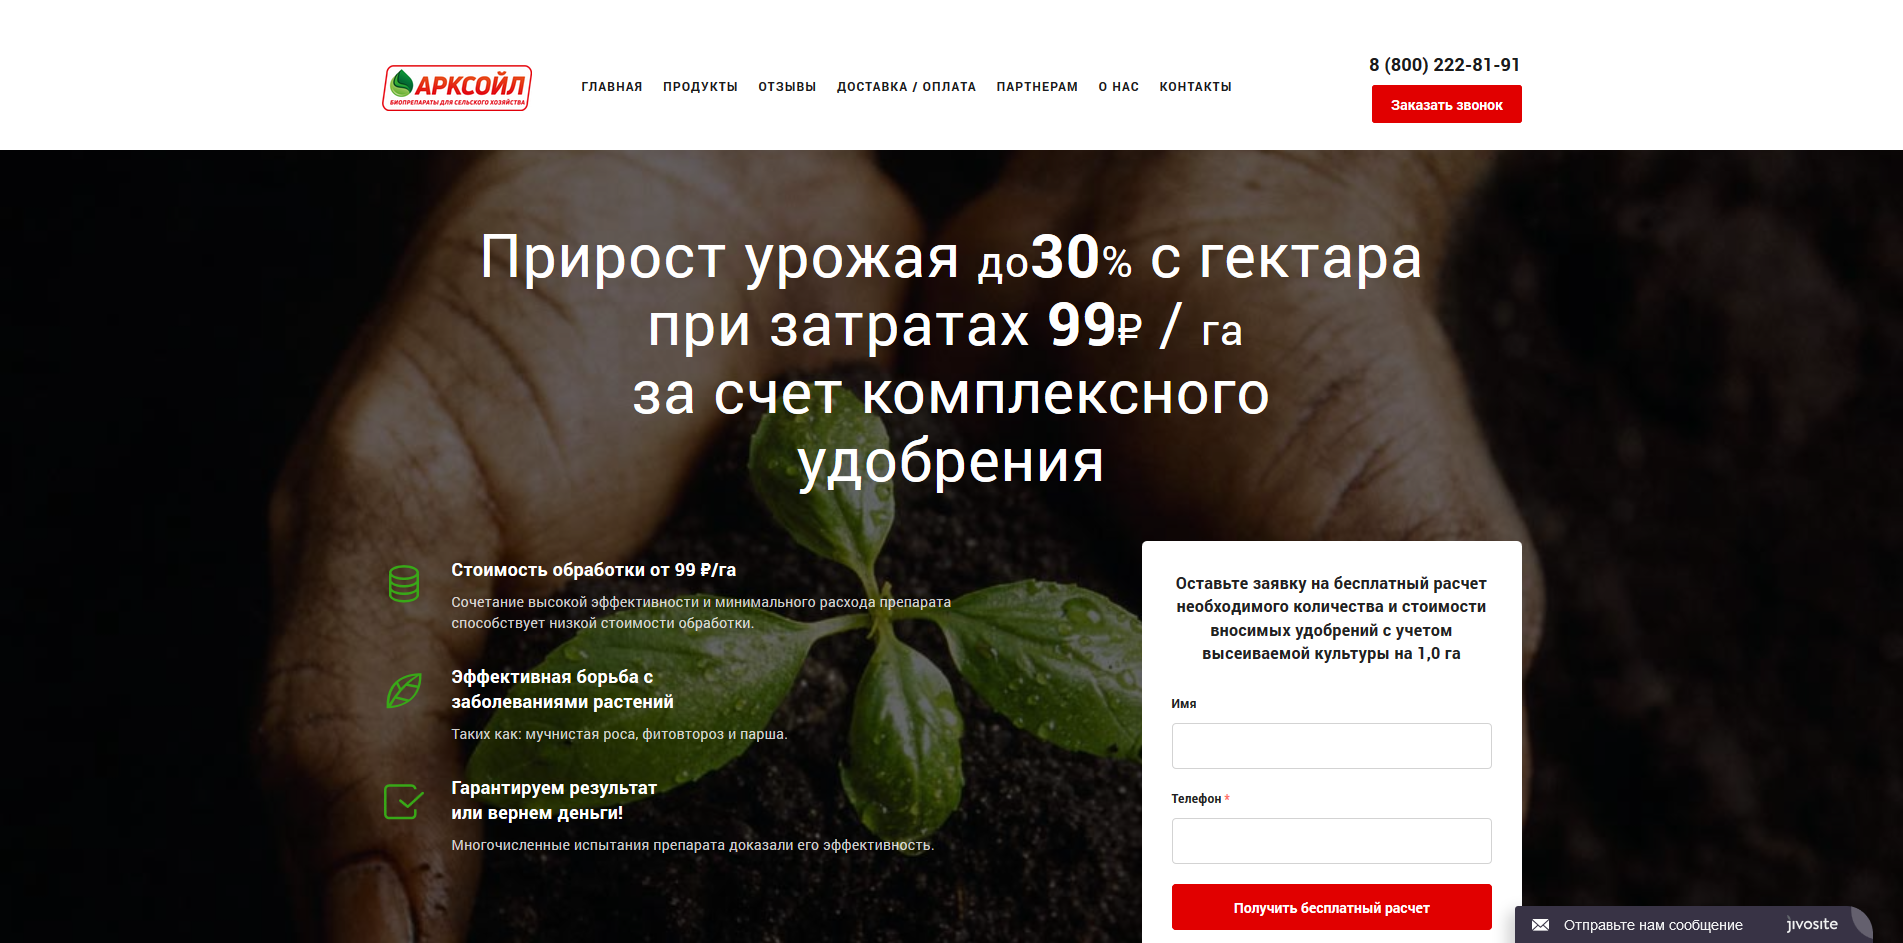 АРКСОЙЛ
БИОПРЕПАРАТЫ ДЛЯ СЕЛЬСКОГО ХОЗЯЙСТВА
ГЛАВНАЯ ПРОДУКТЫ ОТЗЫВЫ ДОСТАВКА / ОПЛАТА ПАРТНЕРАМ О НАС КОНТАКТЫ
8 (800) 222-81-91
Заказать звонок
Прирост урожая до30% с гектара
при затратах 99₽ / га
за счет комплексного
удобрения
Стоимость обработки от 99 ₽/га
Сочетание высокой эффективности и минимального расхода препарата
способствует низкой стоимости обработки.
Эффективная борьба с
заболеваниями растений
Таких как: мучнистая роса, фитовтороз и парша.
Гарантируем результат
или вернем деньги!
Многочисленные испытания препарата доказали его эффективность.
Оставьте заявку на бесплатный расчет
необходимого количества и стоимости
вносимых удобрений с учетом
высеиваемой культуры на 1,0 га
Имя
Телефон *
Получить бесплатный расчет
Отправьте нам сообщение jivosite